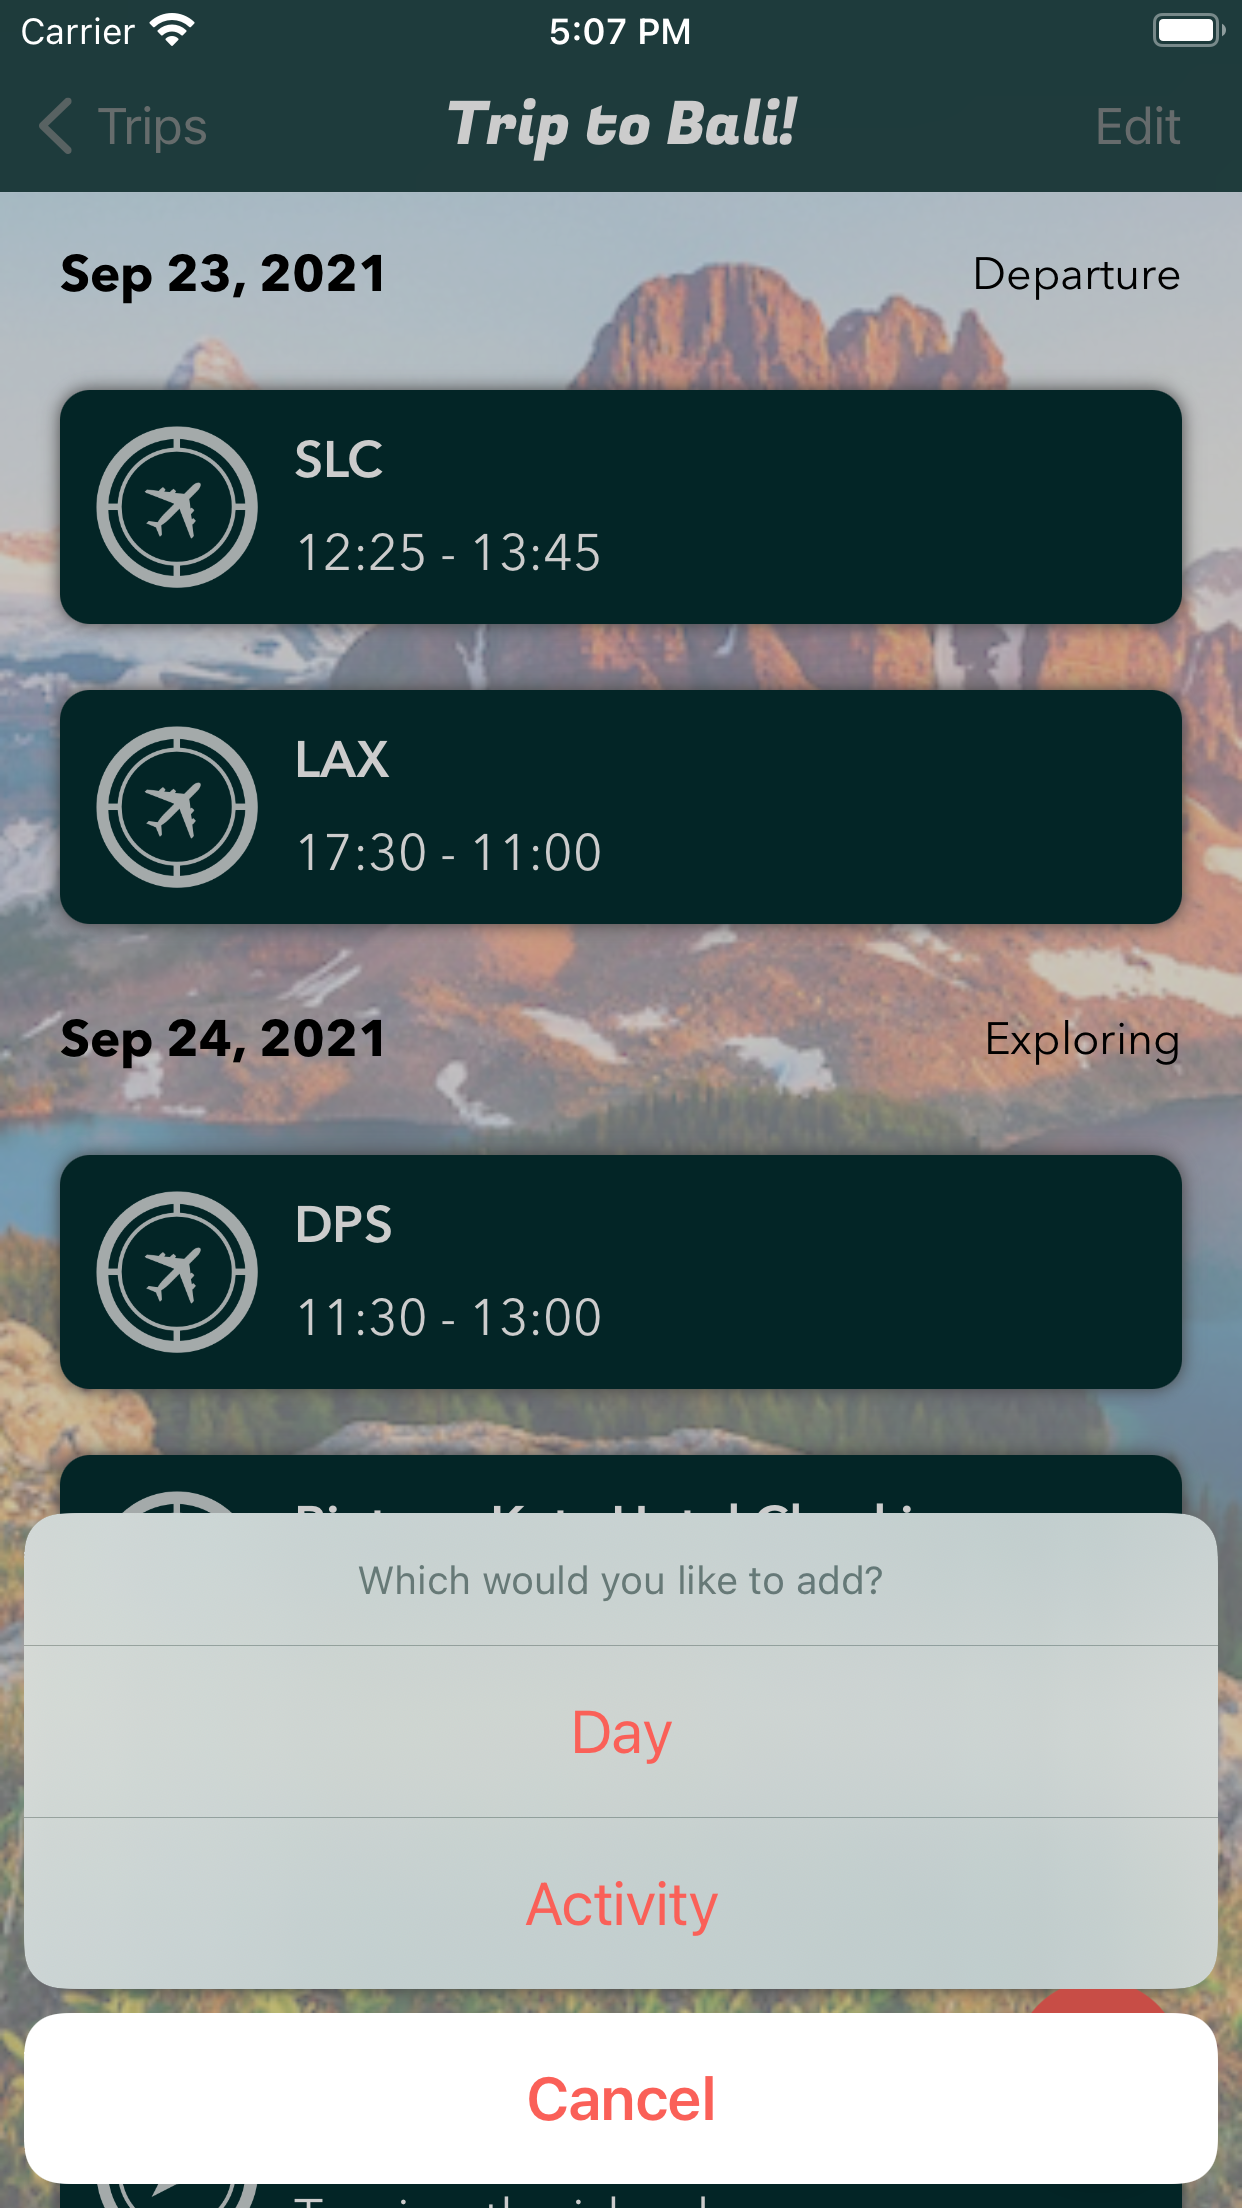 Carrier 5:07 PM
Trips Trip to Bali! Edit
Sep 23, 2021 Departure
SLC
12:25 - 13:45
LAX
17:30 - 11:00
Sep 24, 2021 Exploring
DPS
11:30 - 13:00
Which would you like to add?
Day
Activity
Cancel